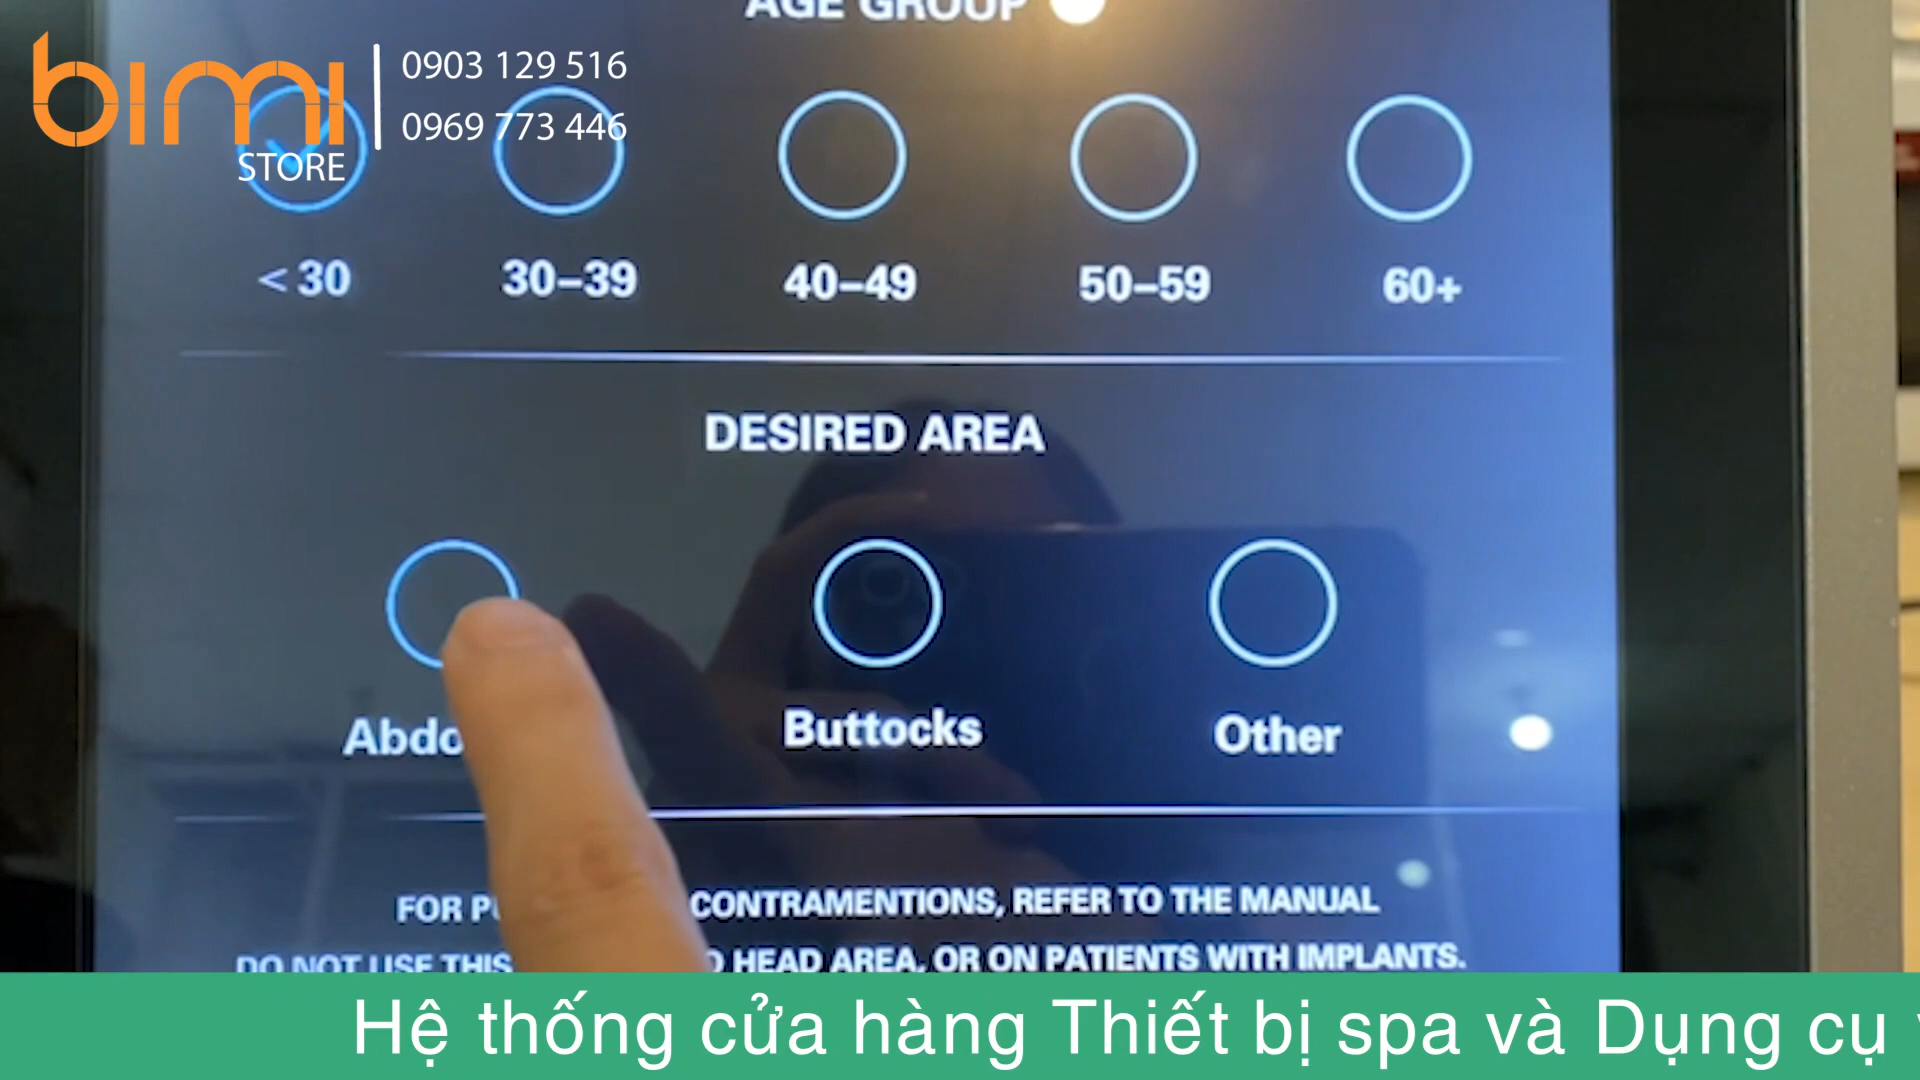 AGE GROUP
bimi
STORE
0903 129 516
0969 773 446
< 30
30–39
40–49
50–59
60+
DESIRED AREA
Abdo
Buttocks
Other
FOR CONTRAMENTIONS, REFER TO THE MANUAL
DO NOT USE THIS HEAD AREA, OR ON PATIENTS WITH IMPLANTS.
Hệ thống cửa hàng Thiết bị spa và Dụng cụ